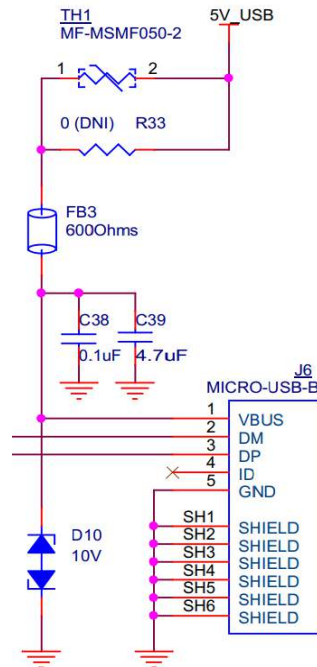 TH1
5V_USB
MF-MSMF050-2
1
2
0 (DNI)
R33
FB3
600Ohms
C38
C39
0.1uF
4.7uF
J6
MICRO-USB-B
1
VBUS
2
DM
3
DP
4
ID
5
GND
SH1
SHIELD
SH2
SHIELD
SH3
SHIELD
SH4
SHIELD
SH5
SHIELD
SH6
SHIELD
D10
10V